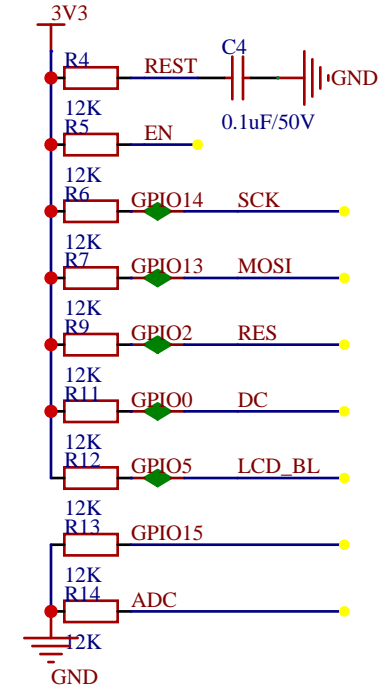 3V3
R4 REST C4 GND
12K 0.1uF/50V
R5 EN
12K
R6 GPIO14 SCK
12K
R7 GPIO13 MOSI
12K
R9 GPIO2 RES
12K
R11 GPIO0 DC
12K
R12 GPIO5 LCD_BL
12K
R13 GPIO15
12K
R14 ADC
12K
GND